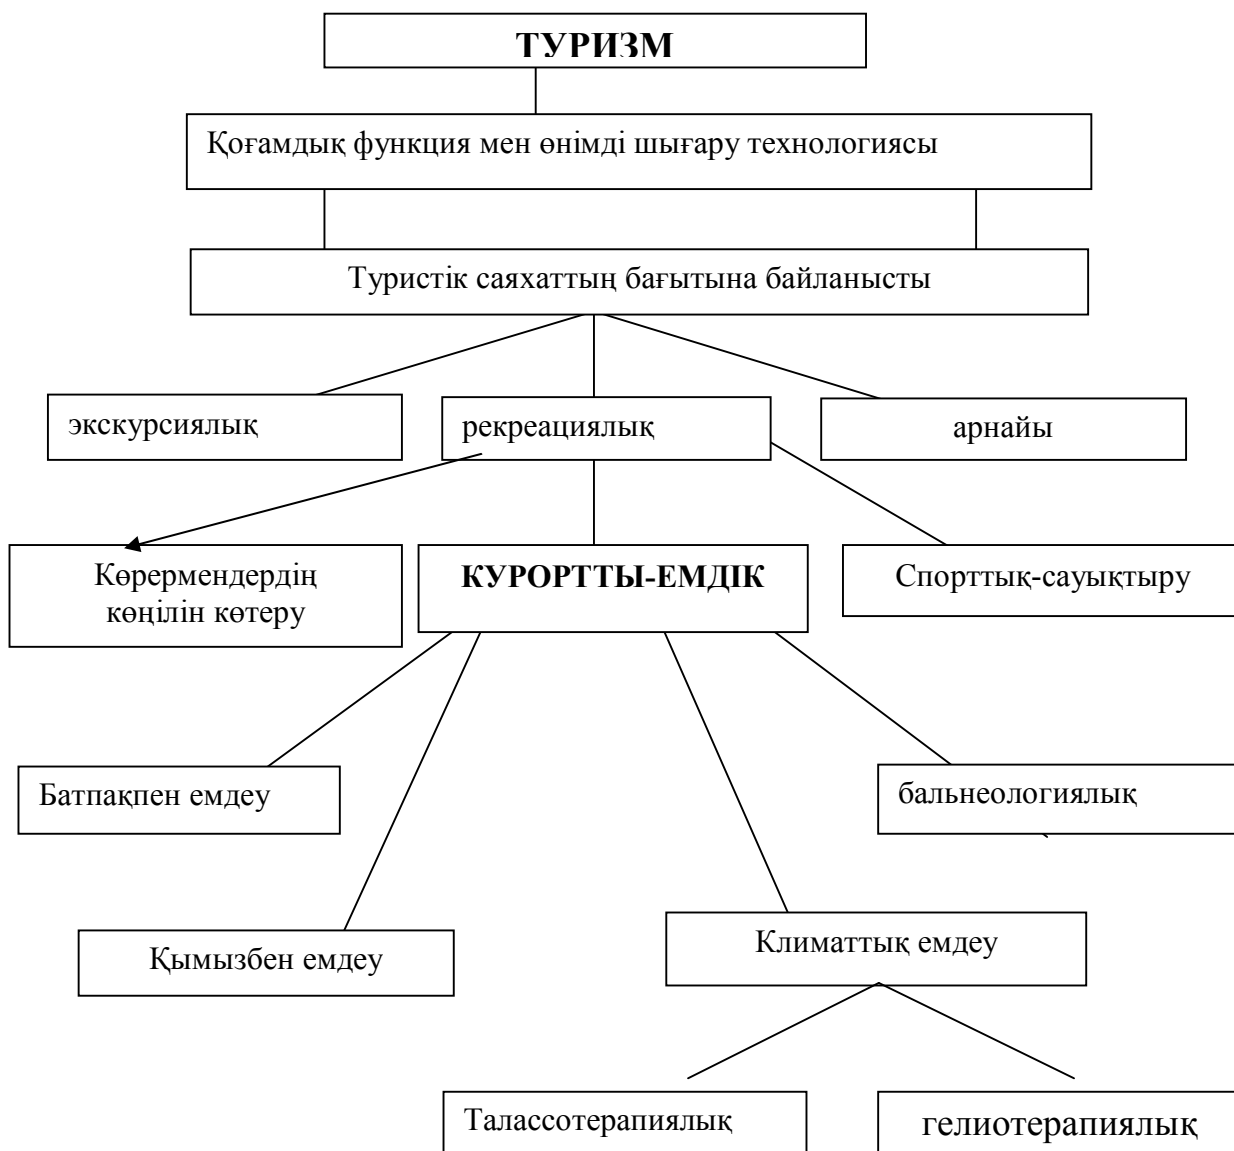 ТУРИЗМ
Қоғамдық функция мен өнімді шығару технологиясы
Туристік саяхаттың бағытына байланысты
экскурсиялық
рекреациялық
арнайы
Көрермендердің
көңілін көтеру
КУРОРТТЫ-ЕМДІК
Спорттық-сауықтыру
Батпақпен емдеу
бальнеологиялық
Қымызбен емдеу
Климаттық емдеу
Талассотерапиялық
гелиотерапиялық